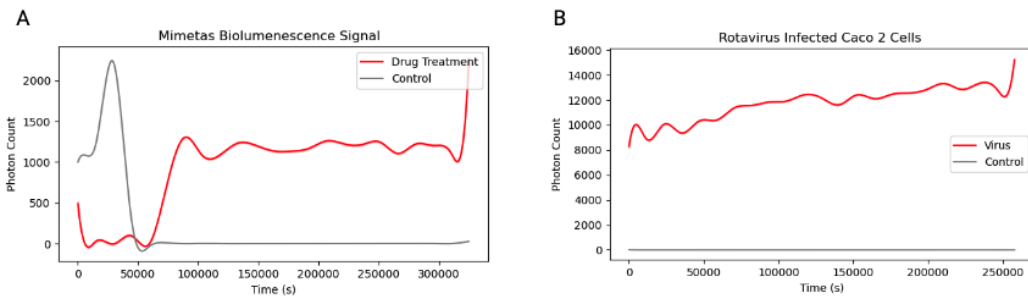 A
Mimetas Biolumenescence Signal
Drug Treatment
Control
Photon Count
2000
1500
1000
500
0
0
50000
100000
150000
200000
250000
300000
Time (s)
B
Rotavirus Infected Caco 2 Cells
Virus
Control
Photon Count
16000
14000
12000
10000
8000
6000
4000
2000
0
0
50000
100000
150000
200000
250000
Time (s)